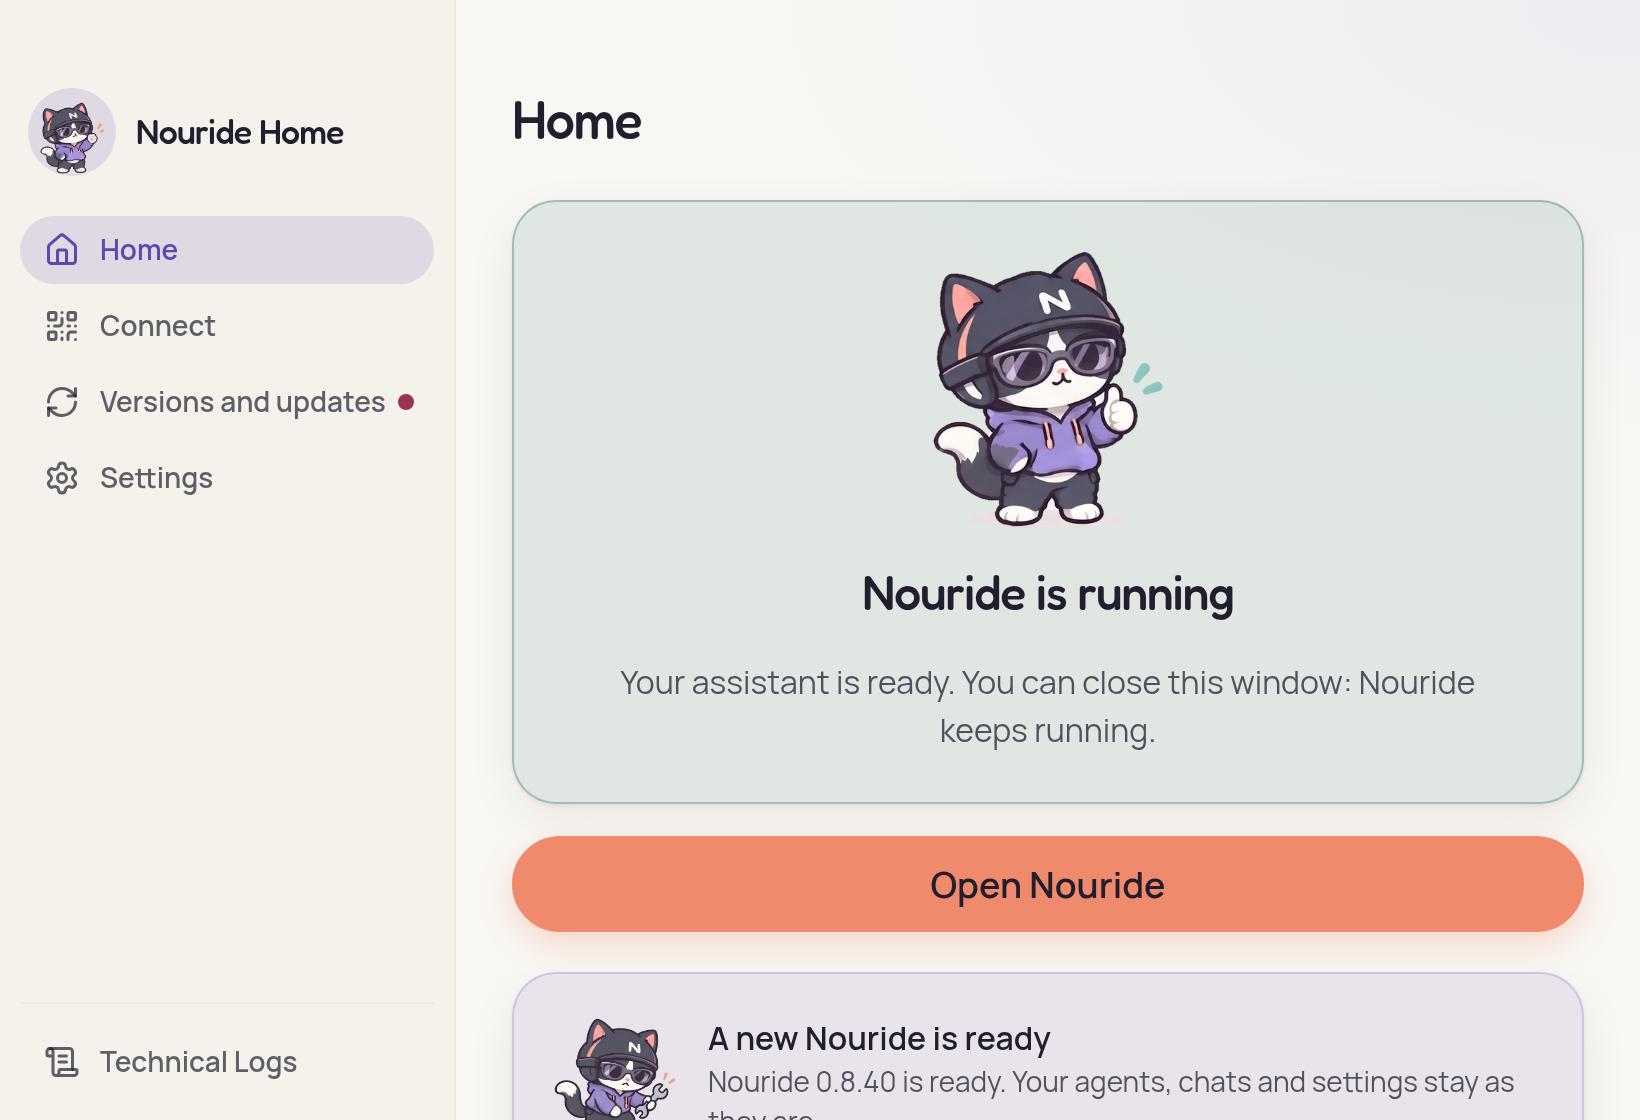 Nouride Home
Home
Connect
Versions and updates
Settings
Technical Logs
Home
N
Nouride is running
Your assistant is ready. You can close this window: Nouride
keeps running.
Open Nouride
N
A new Nouride is ready
Nouride 0.8.40 is ready. Your agents, chats and settings stay as
they are.